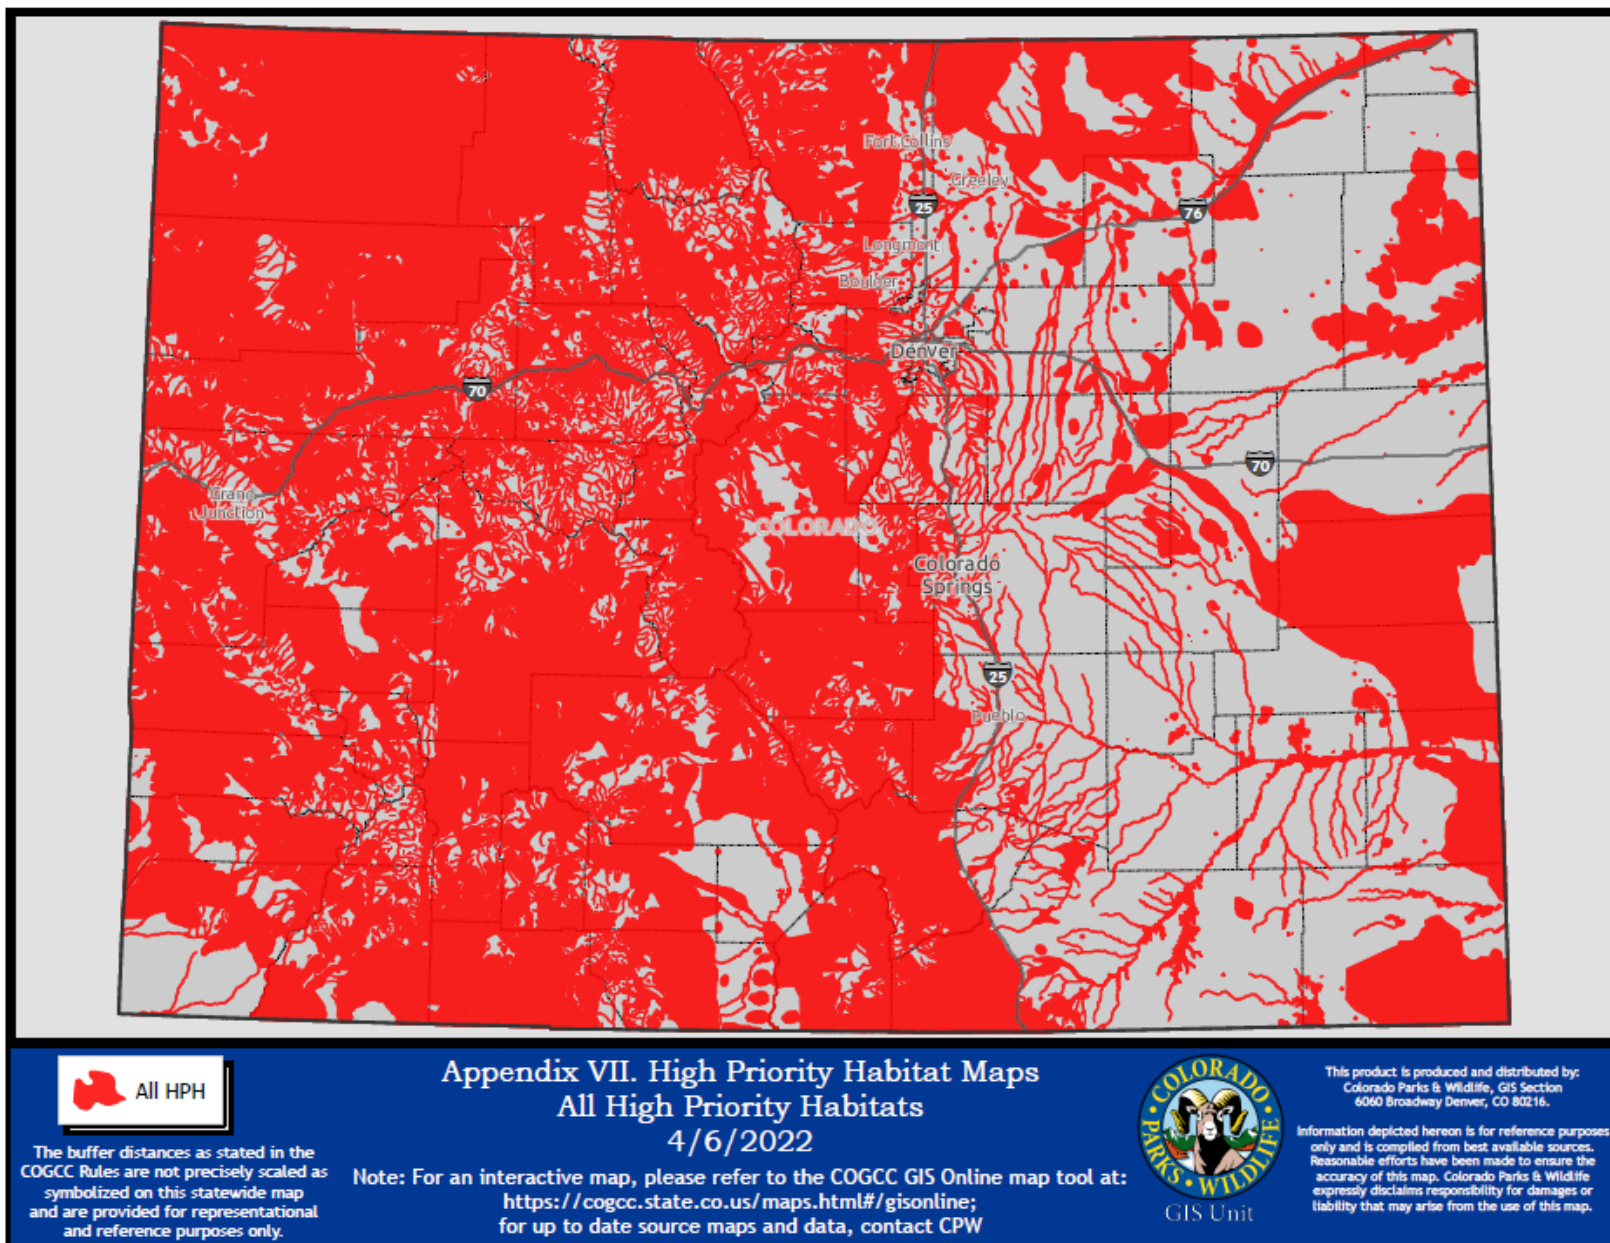 Fort Collins
Greeley
25
76
Longmont
Boulder
Denver
70
70
Grand
Junction
COLORADO
Colorado
Springs
25
Pueblo
All HPH
The buffer distances as stated in the
COGCC Rules are not precisely scaled as
symbolized on this statewide map
and are provided for representational
and reference purposes only.
Appendix VII. High Priority Habitat Maps
All High Priority Habitats
4/6/2022
Note: For an interactive map, please refer to the COGCC GIS Online map tool at:
https://cogcc.state.co.us/maps.html#/gisonline;
for up to date source maps and data, contact CPW
COLORADO
PARKS • WILDLIFE
GIS Unit
This product is produced and distributed by:
Colorado Parks & Wildlife, GIS Section
6060 Broadway Denver, CO 80216.
Information depicted hereon is for reference purposes
only and is compiled from best available sources.
Reasonable efforts have been made to ensure the
accuracy of this map. Colorado Parks & Wildlife
expressly disclaims responsibility for damages or
liability that may arise from the use of this map.